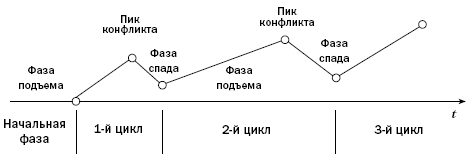 Пик
конфликта
Пик
конфликта
Фаза
спада
Фаза
спада
Фаза
подъема
Фаза
подъема
t
Начальная
фаза
1-й цикл
2-й цикл
3-й цикл